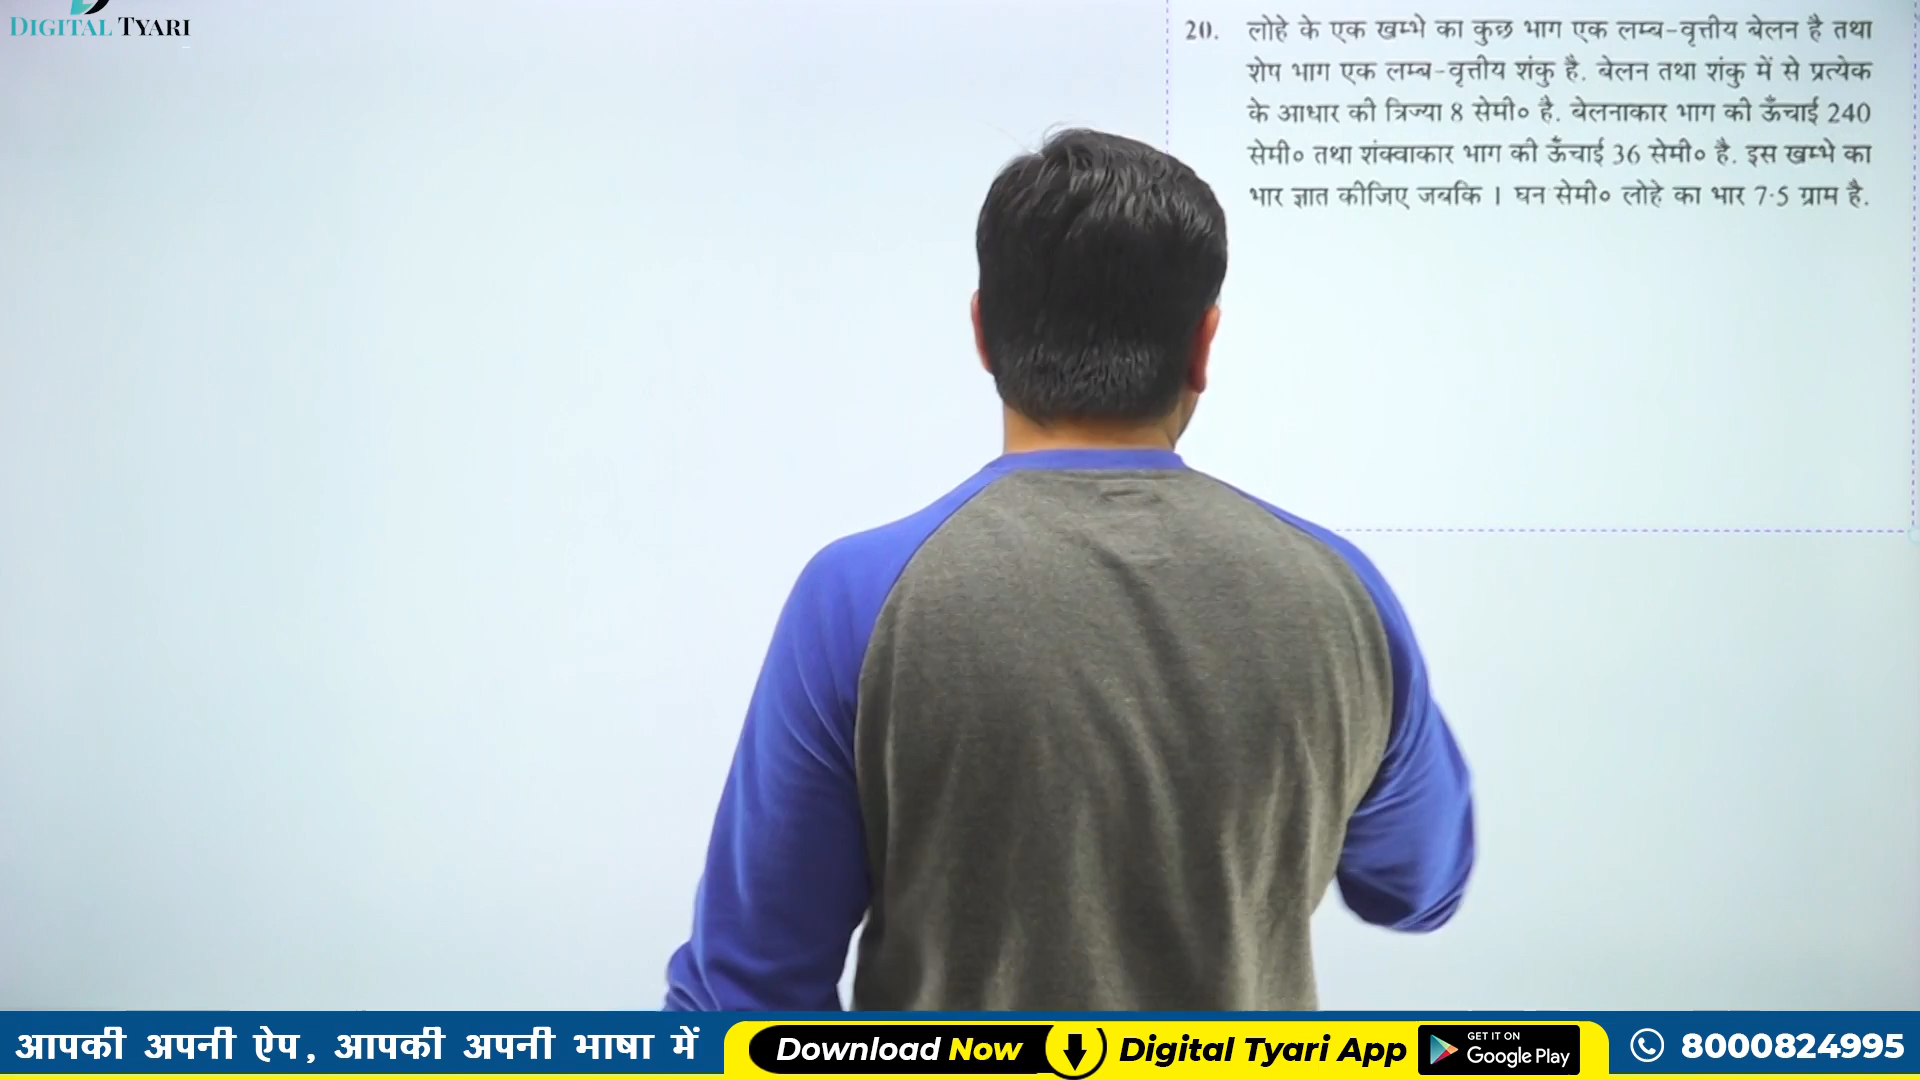 DIGITAL TYARI
20. लोहे के एक खम्भे का कुछ भाग एक लम्ब-वृत्तीय बेलन है तथा
शेष भाग एक लम्ब-वृत्तीय शंकु है. बेलन तथा शंकु में से प्रत्येक
के आधार की त्रिज्या 8 सेमी० है. बेलनाकार भाग की ऊँचाई 240
सेमी० तथा शंक्वाकार भाग की ऊँचाई 36 सेमी० है. इस खम्भे का
भार ज्ञात कीजिए जबकि 1 घन सेमी० लोहे का भार 7·5 ग्राम है.
आपकी अपनी ऐप, आपकी अपनी भाषा में
Download Now
Digital Tyari App
GET IT ON
Google Play
8000824995